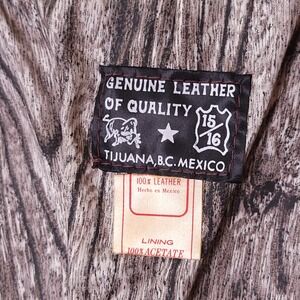 GENUINE LEATHER
OF QUALITY
15
16
TIJUANA, B.C. MEXICO
100% LEATHER
Hecho en Mexico
LINING
100% ACETATE